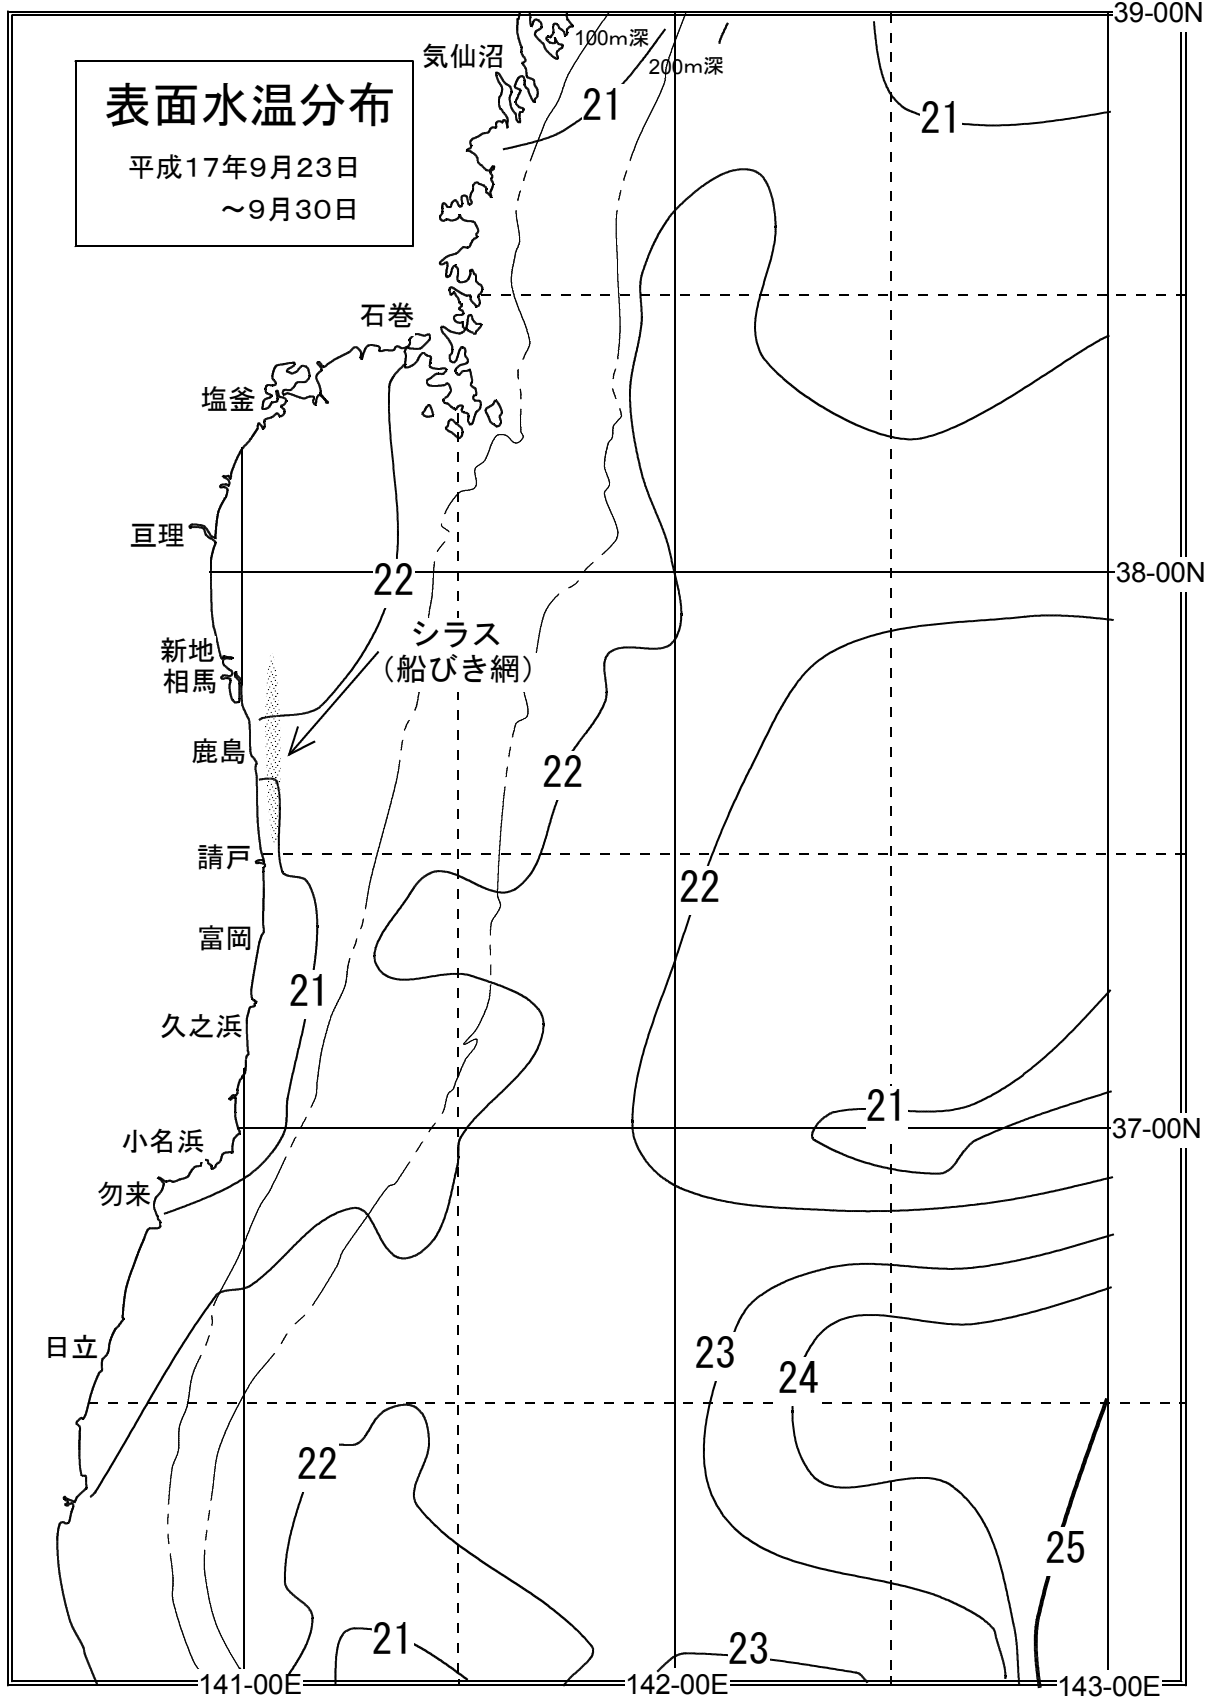 39-00N
気仙沼
100m深
200m深
表面水温分布
平成17年9月23日
～9月30日
21
21
石巻
塩釜
亘理
22
38-00N
シラス
(船びき網)
新地
相馬
鹿島
22
請戸
22
富岡
21
久之浜
21
37-00N
小名浜
勿来
日立
23
24
22
25
21
23
141-00E
142-00E
143-00E